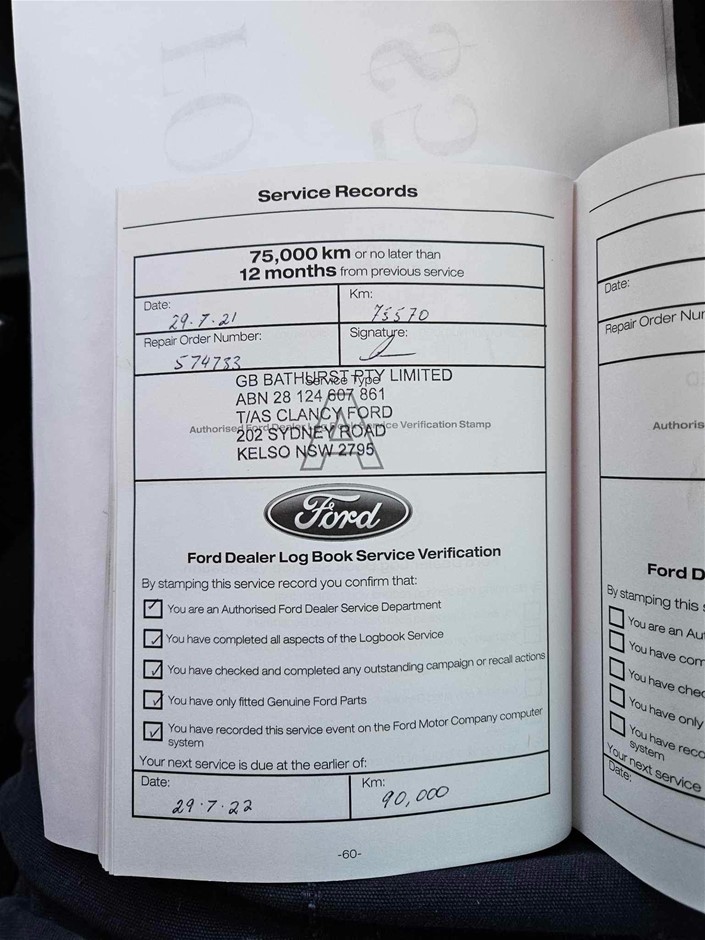 Service Records
75,000 km or no later than
12 months from previous service
Date:
29.7.21
Km:
75570
Repair Order Number:
574733
Signature:
Service Type
A
GB BATHURST PTY LIMITED
ABN 28 124 607 861
T/AS CLANCY FORD
Authorised Ford Dealer Log Book Service Verification Stamp
202 SYDNEY ROAD
KELSO NSW 2795
Ford
Ford Dealer Log Book Service Verification
By stamping this service record you confirm that:
You are an Authorised Ford Dealer Service Department
You have completed all aspects of the Logbook Service
You have checked and completed any outstanding campaign or recall actions
You have only fitted Genuine Ford Parts
You have recorded this service event on the Ford Motor Company computer
system
Your next service is due at the earlier of:
Date:
29.7.22
Km:
90,000
-60-
Date:
Repair Order Nu
Authoris
Ford D
By stamping this
You are an Au
You have com
You have chec
You have only
You have reco
system
Your next service
Date: